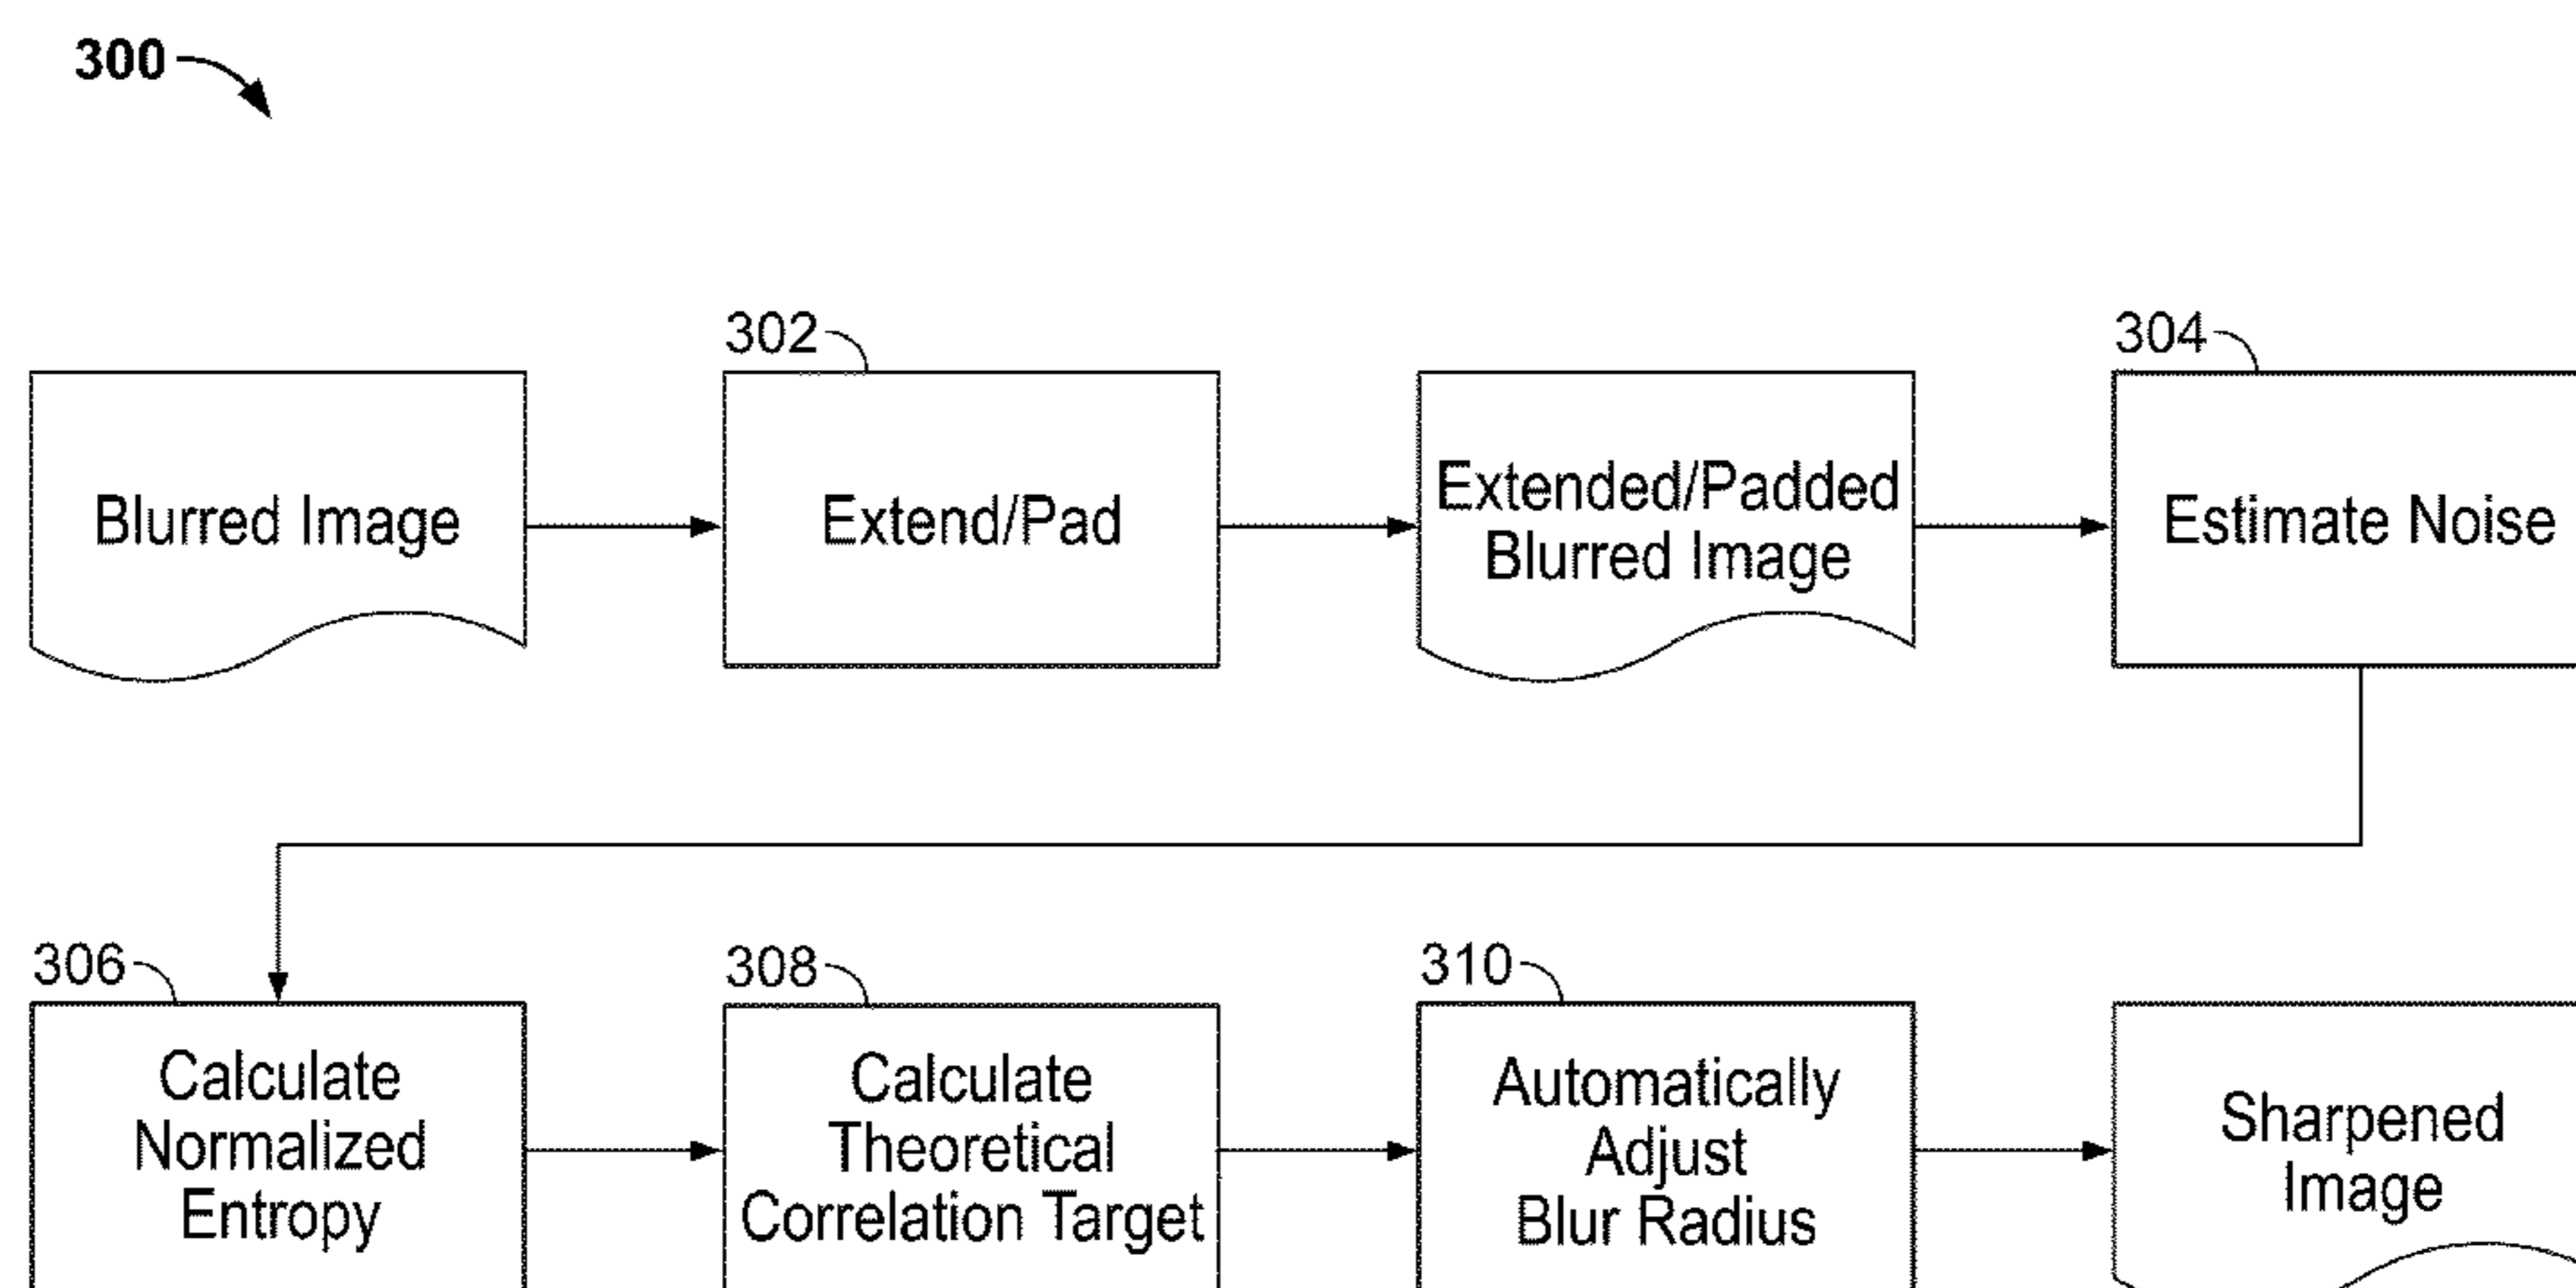 300
302
304
Blurred Image
Extend/Pad
Extended/Padded
Blurred Image
Estimate Noise
306
308
310
Calculate
Normalized
Entropy
Calculate
Theoretical
Correlation Target
Automatically
Adjust
Blur Radius
Sharpened
Image